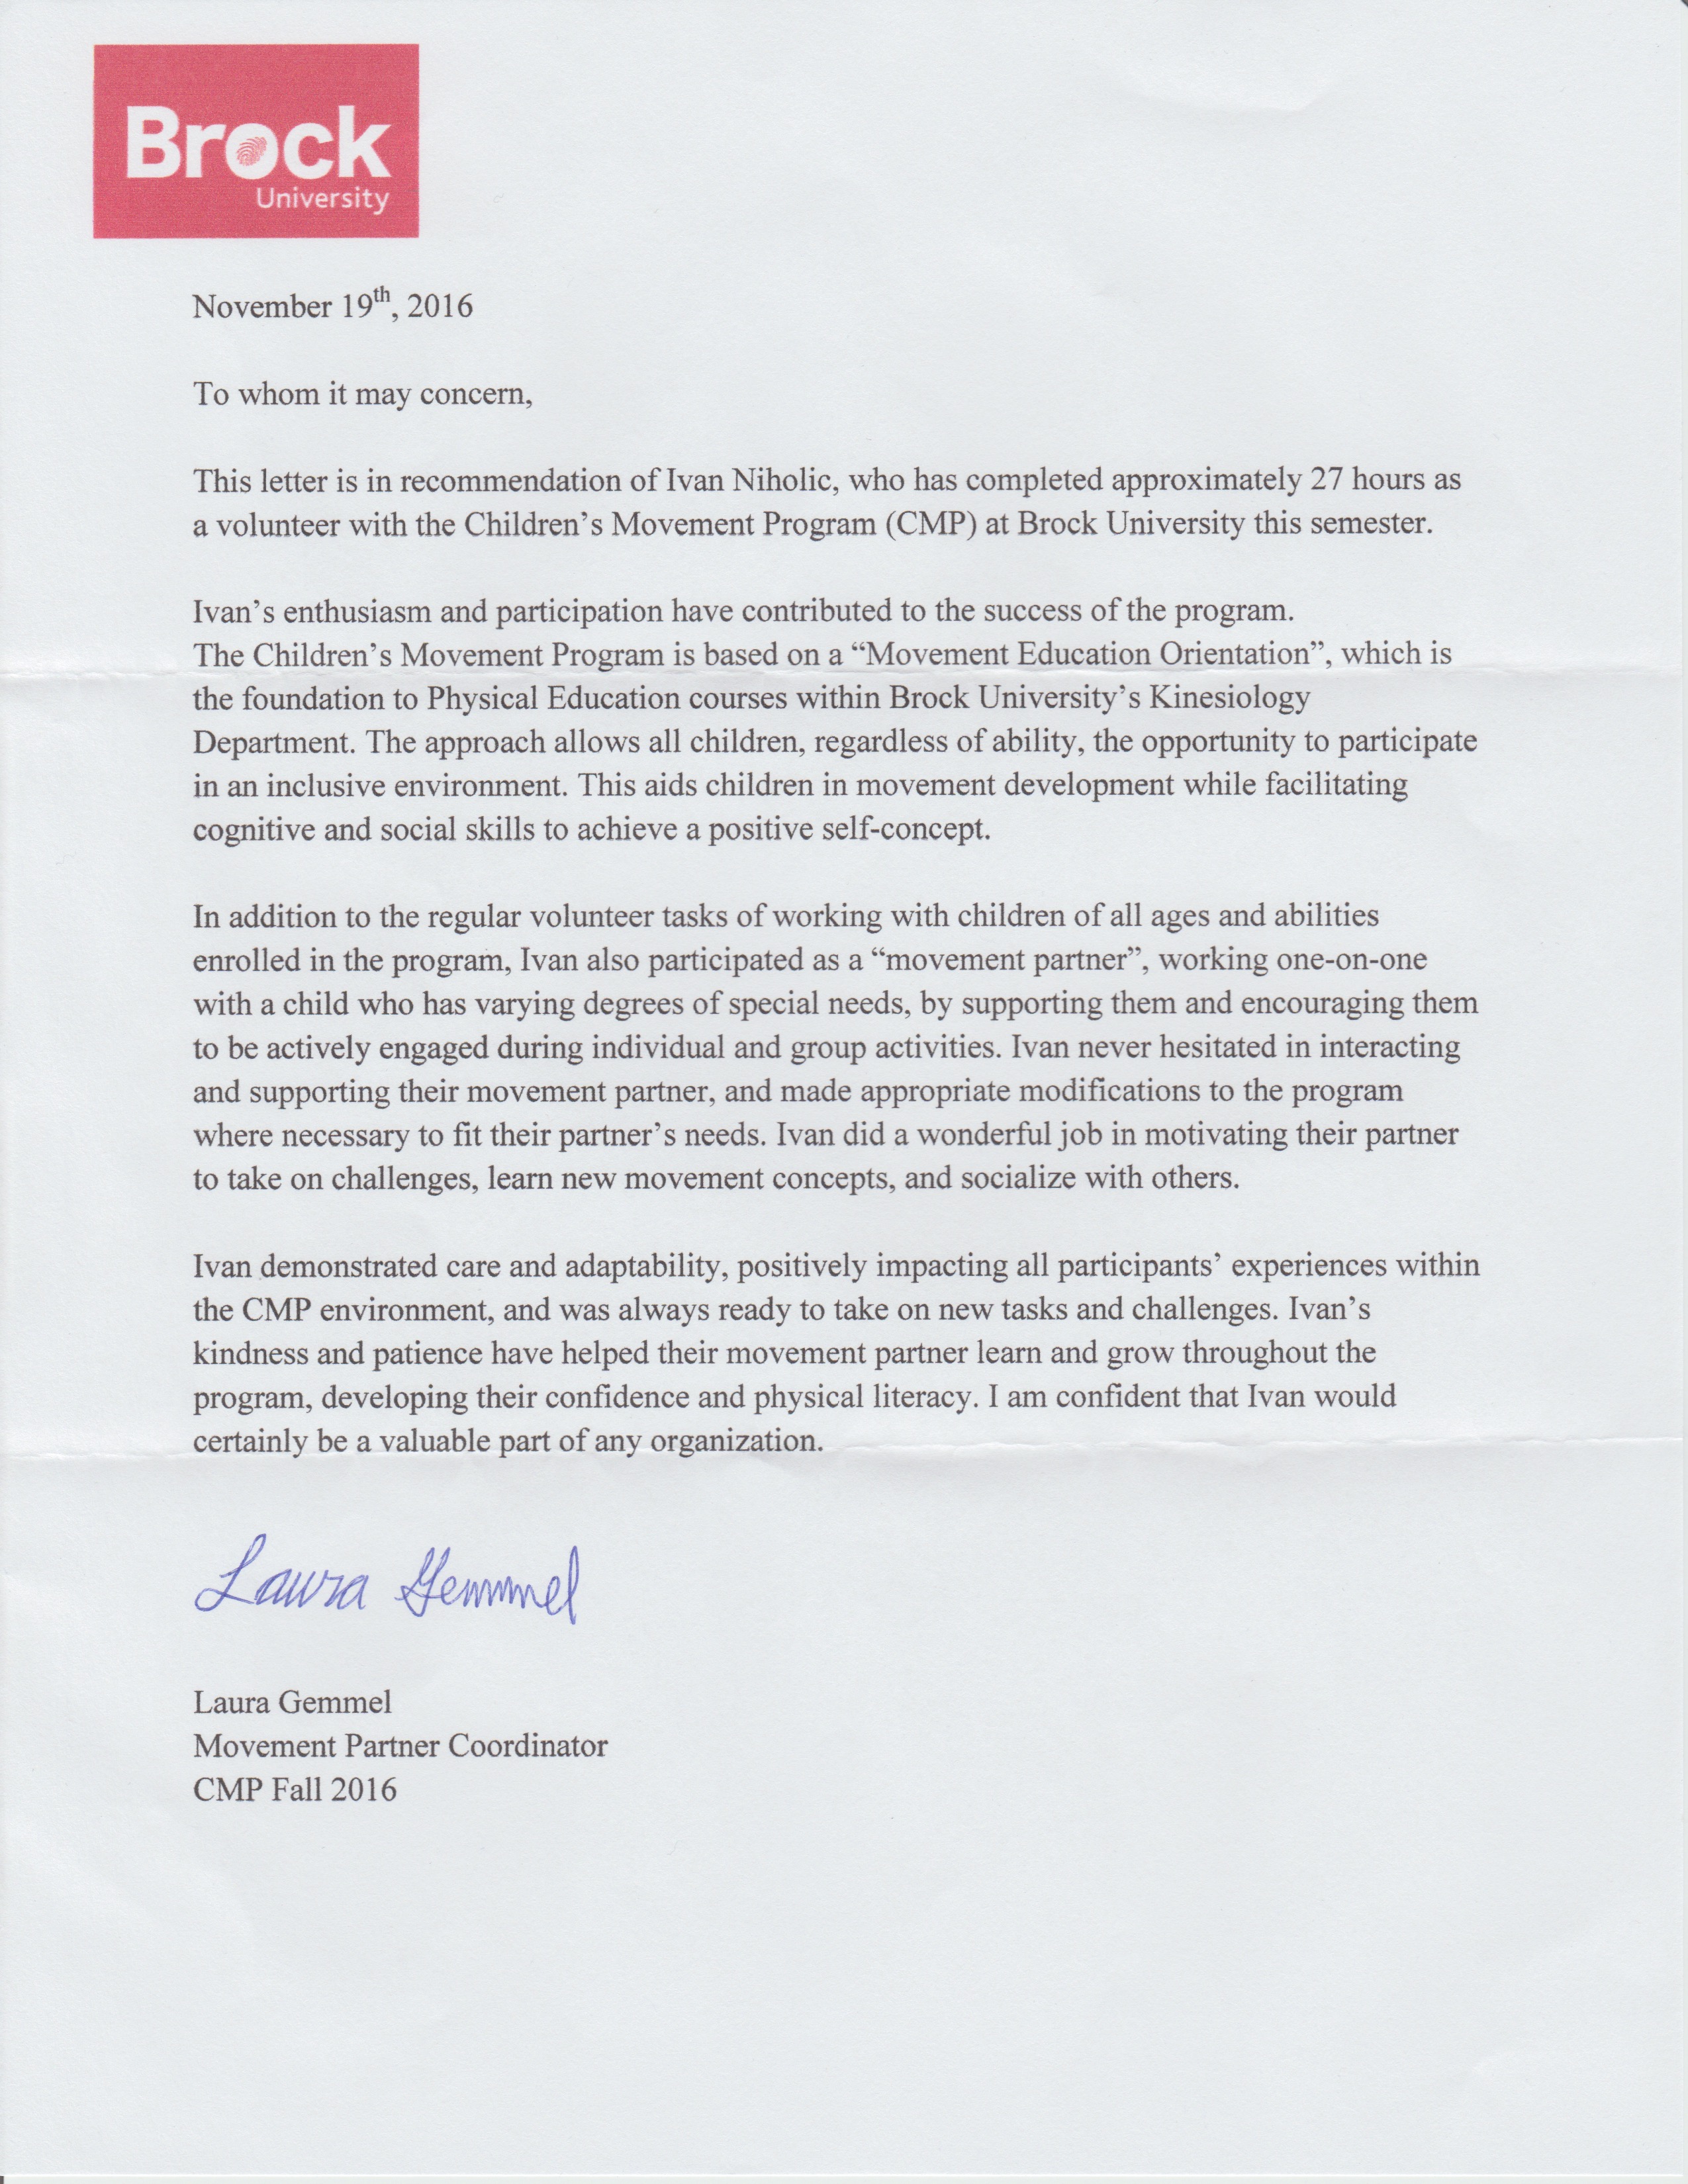 Brock
University
November 19th, 2016
To whom it may concern,
This letter is in recommendation of Ivan Niholic, who has completed approximately 27 hours as
a volunteer with the Children’s Movement Program (CMP) at Brock University this semester.
Ivan’s enthusiasm and participation have contributed to the success of the program.
The Children’s Movement Program is based on a “Movement Education Orientation”, which is
the foundation to Physical Education courses within Brock University’s Kinesiology
Department. The approach allows all children, regardless of ability, the opportunity to participate
in an inclusive environment. This aids children in movement development while facilitating
cognitive and social skills to achieve a positive self-concept.
In addition to the regular volunteer tasks of working with children of all ages and abilities
enrolled in the program, Ivan also participated as a “movement partner”, working one-on-one
with a child who has varying degrees of special needs, by supporting them and encouraging them
to be actively engaged during individual and group activities. Ivan never hesitated in interacting
and supporting their movement partner, and made appropriate modifications to the program
where necessary to fit their partner’s needs. Ivan did a wonderful job in motivating their partner
to take on challenges, learn new movement concepts, and socialize with others.
Ivan demonstrated care and adaptability, positively impacting all participants’ experiences within
the CMP environment, and was always ready to take on new tasks and challenges. Ivan’s
kindness and patience have helped their movement partner learn and grow throughout the
program, developing their confidence and physical literacy. I am confident that Ivan would
certainly be a valuable part of any organization.
Laura Gemmel
Laura Gemmel
Movement Partner Coordinator
CMP Fall 2016